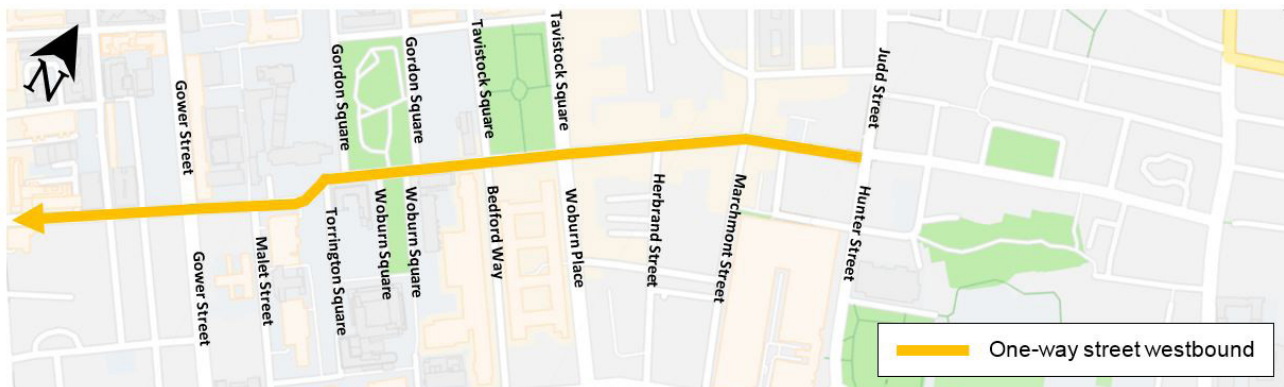 N
Gower Street
Gordon Square
Gordon Square
Tavistock Square
Tavistock Square
Judd Street
Gower Street
Malet Street
Torrington Square
Woburn Square
Woburn Square
Bedford Way
Woburn Place
Herbrand Street
Marchmont Street
Hunter Street
One-way street westbound